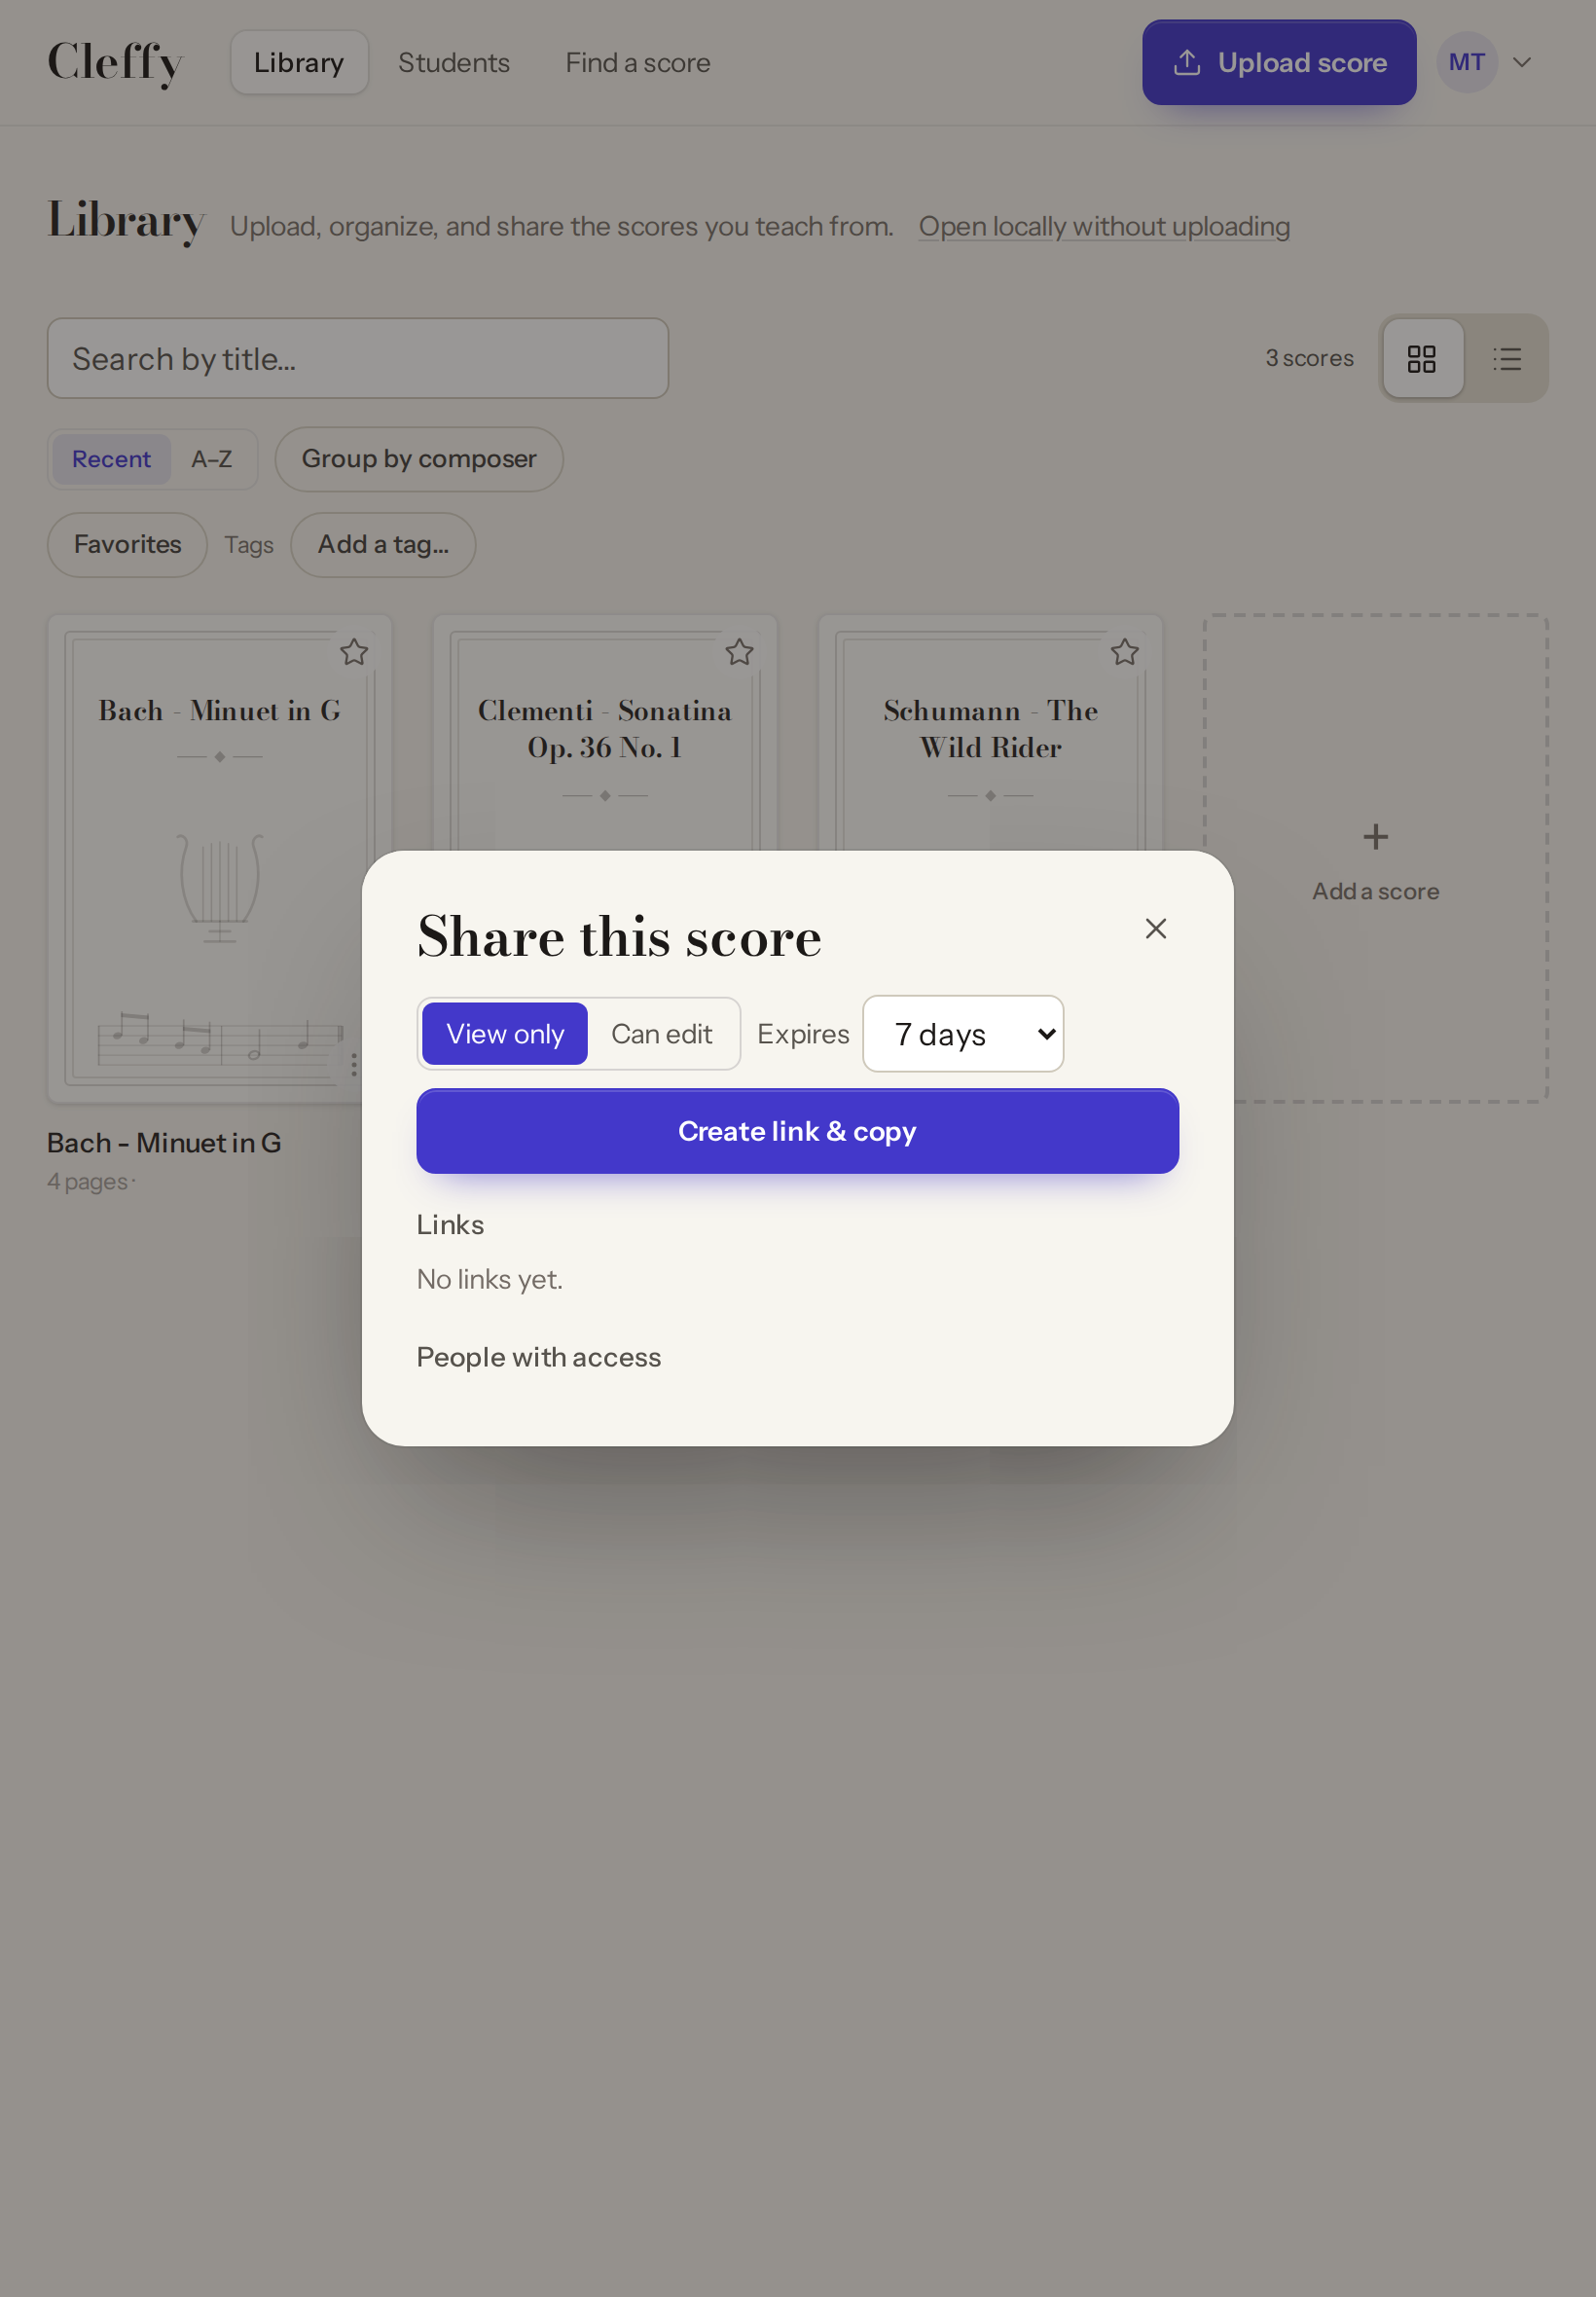 Cleffy Library Students Find a score Upload score MT
Library Upload, organize, and share the scores you teach from. Open locally without uploading
Search by title... 3 scores
Recent A–Z Group by composer
Favorites Tags Add a tag...
Bach - Minuet in G
Clementi - Sonatina
Op. 36 No. 1
Schumann - The
Wild Rider
+
Add a score
Share this score
View only Can edit Expires 7 days
Create link & copy
Links
No links yet.
People with access
Bach - Minuet in G
4 pages ·